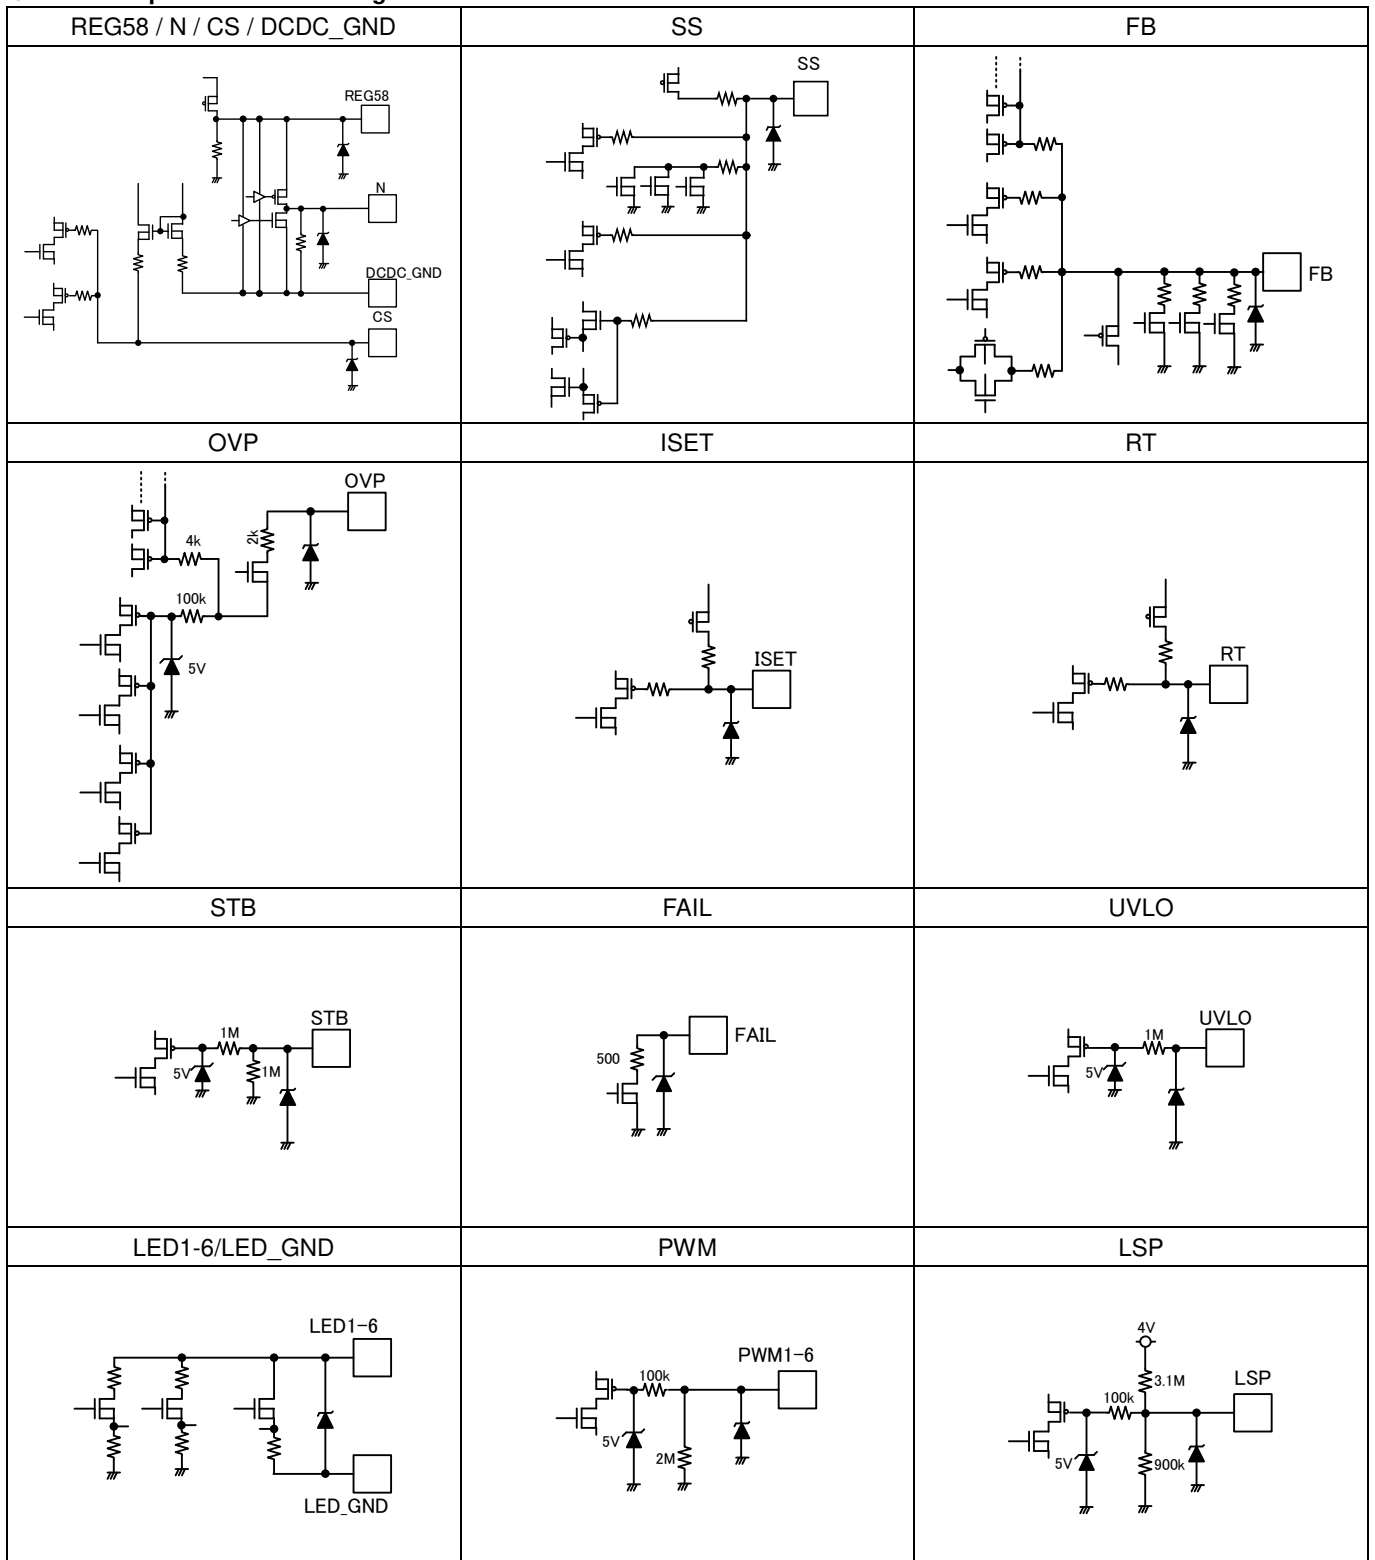 REG58 / N / CS / DCDC_GND
SS
FB
REG58
N
DCDC_GND
CS
SS
FB
OVP
ISET
RT
OVP
2k
4k
100k
5V
ISET
RT
STB
FAIL
UVLO
STB
1M
5V
1M
FAIL
500
UVLO
1M
5V
LED1-6/LED_GND
PWM
LSP
LED1-6
LED_GND
PWM1-6
100k
5V
2M
4V
3.1M
LSP
100k
5V
900k